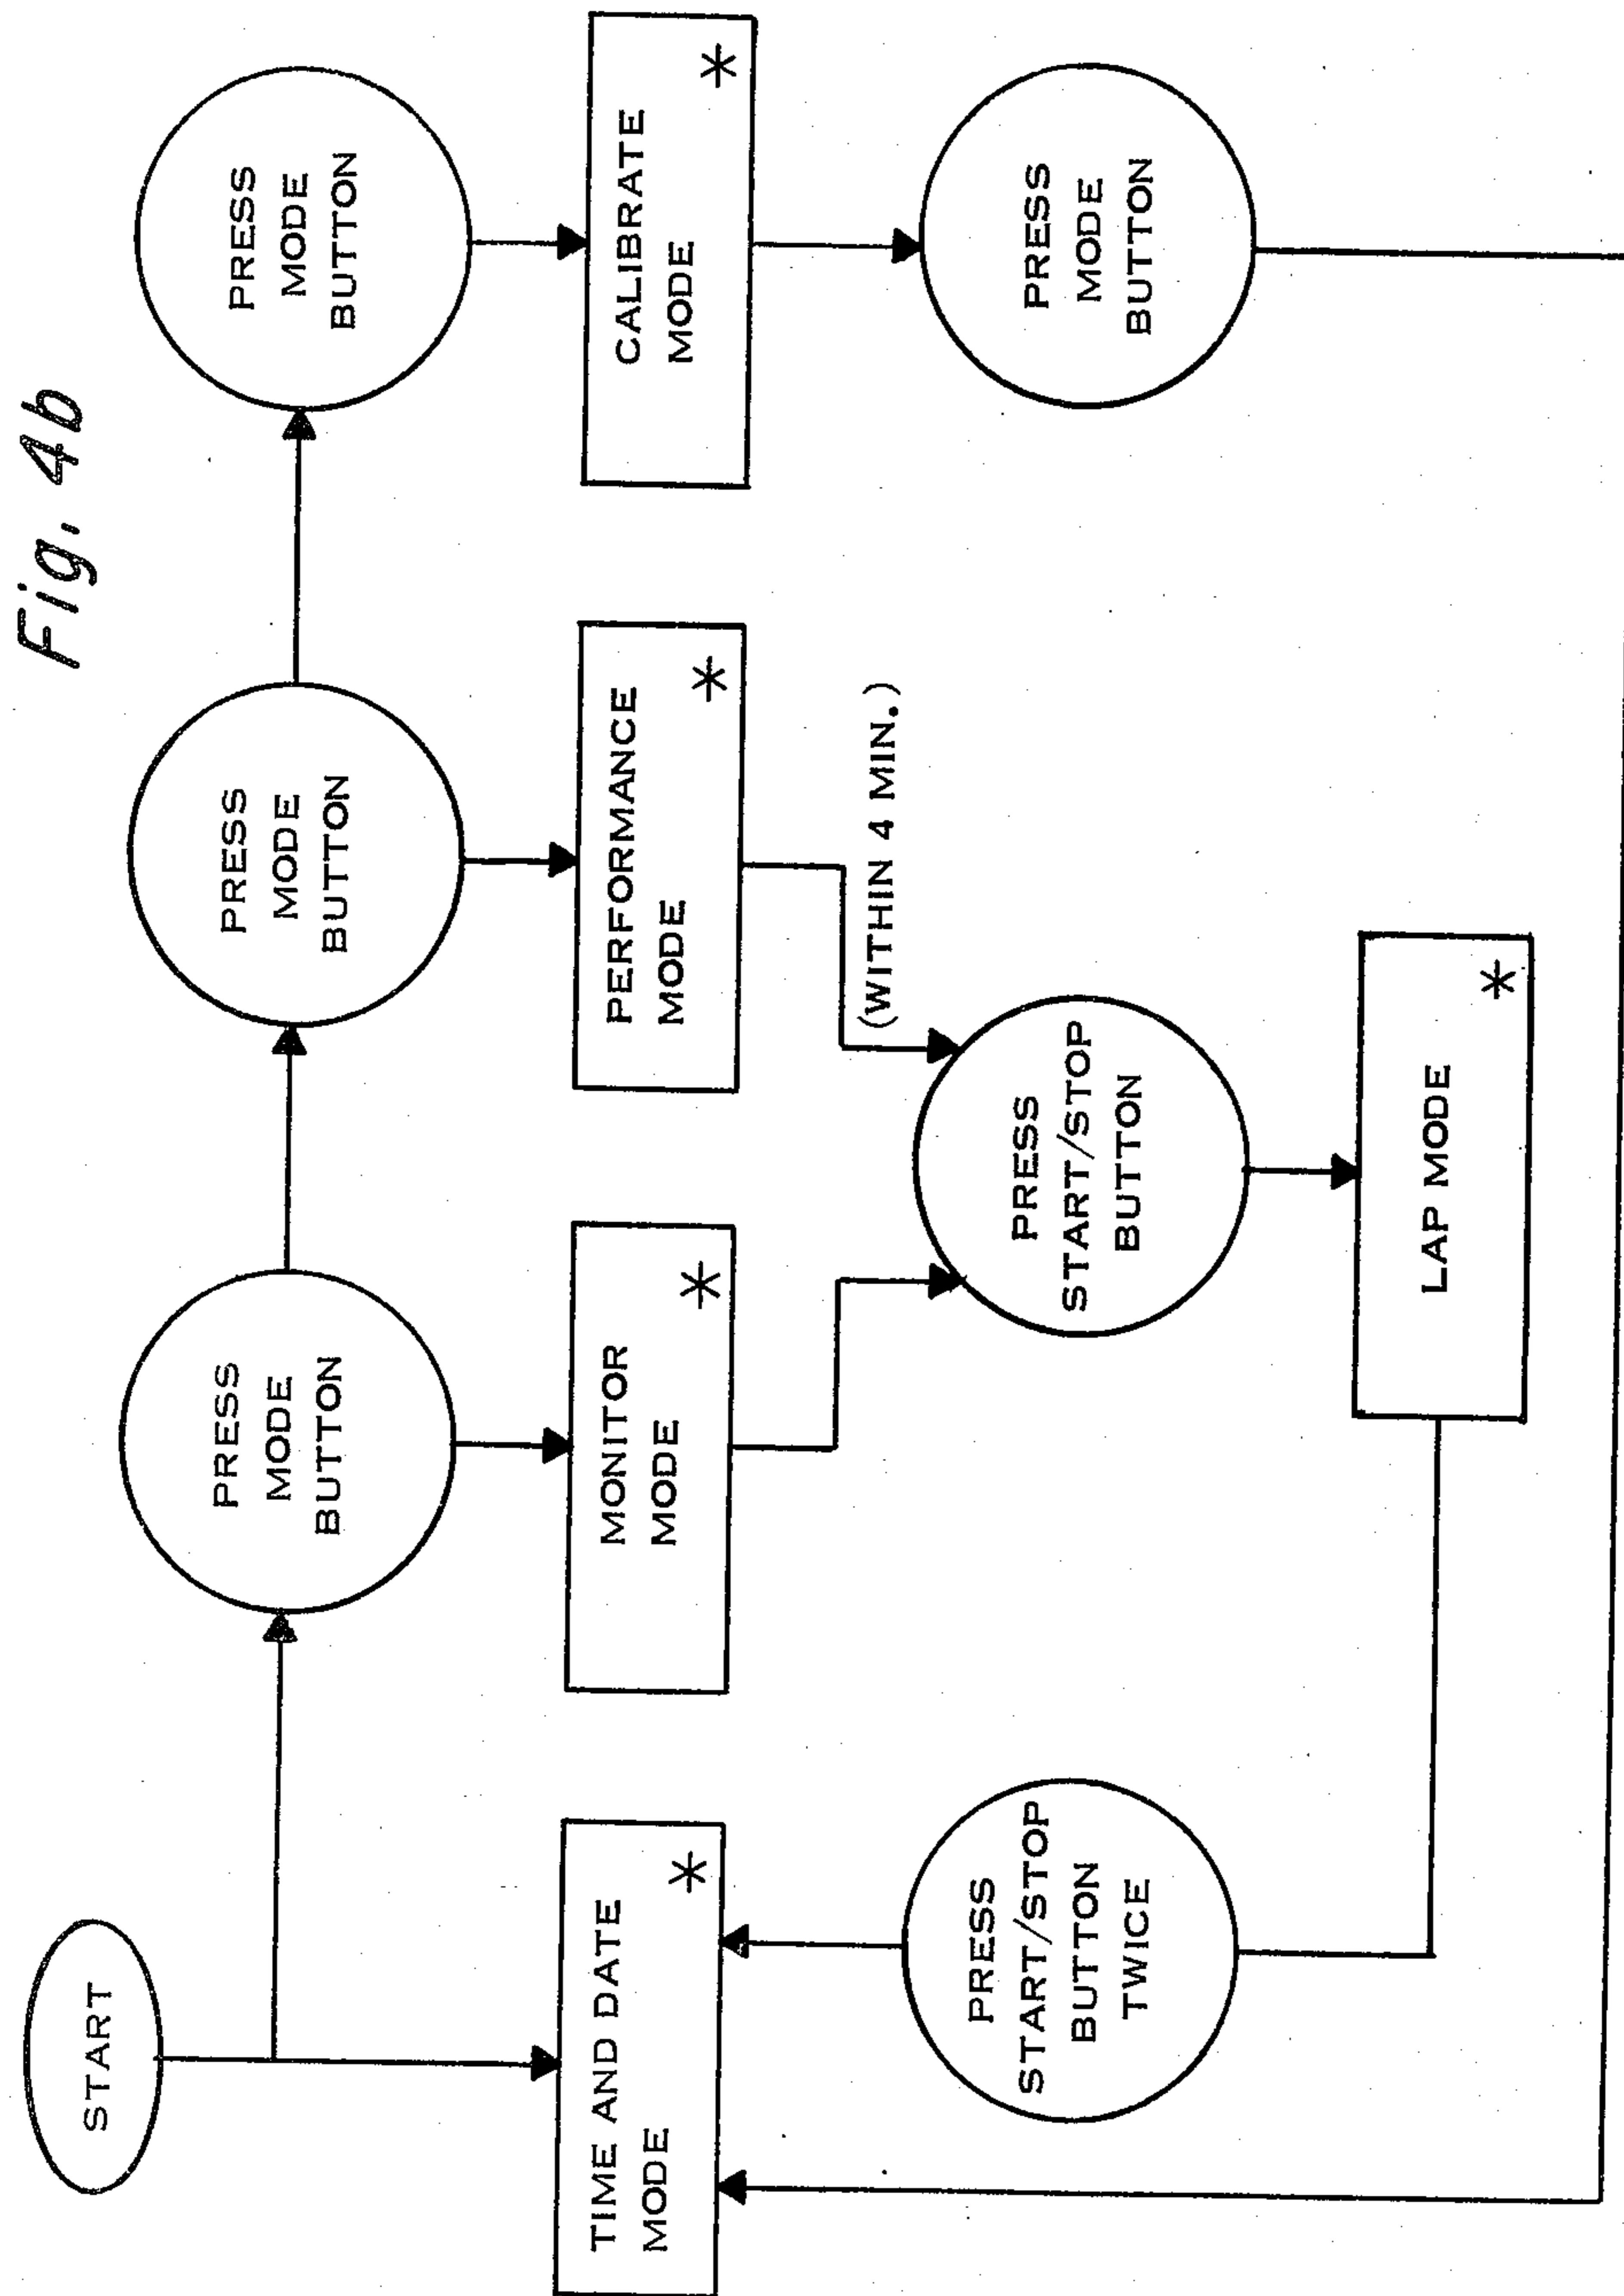 Fig. 4b
START
PRESS
MODE
BUTTON
PRESS
MODE
BUTTON
PRESS
MODE
BUTTON
TIME AND DATE
MODE
*
MONITOR
MODE
*
PERFORMANCE
MODE
*
CALIBRATE
MODE
*
(WITHIN 4 MIN.)
PRESS
START/STOP
BUTTON
TWICE
PRESS
START/STOP
BUTTON
PRESS
MODE
BUTTON
LAP MODE
*